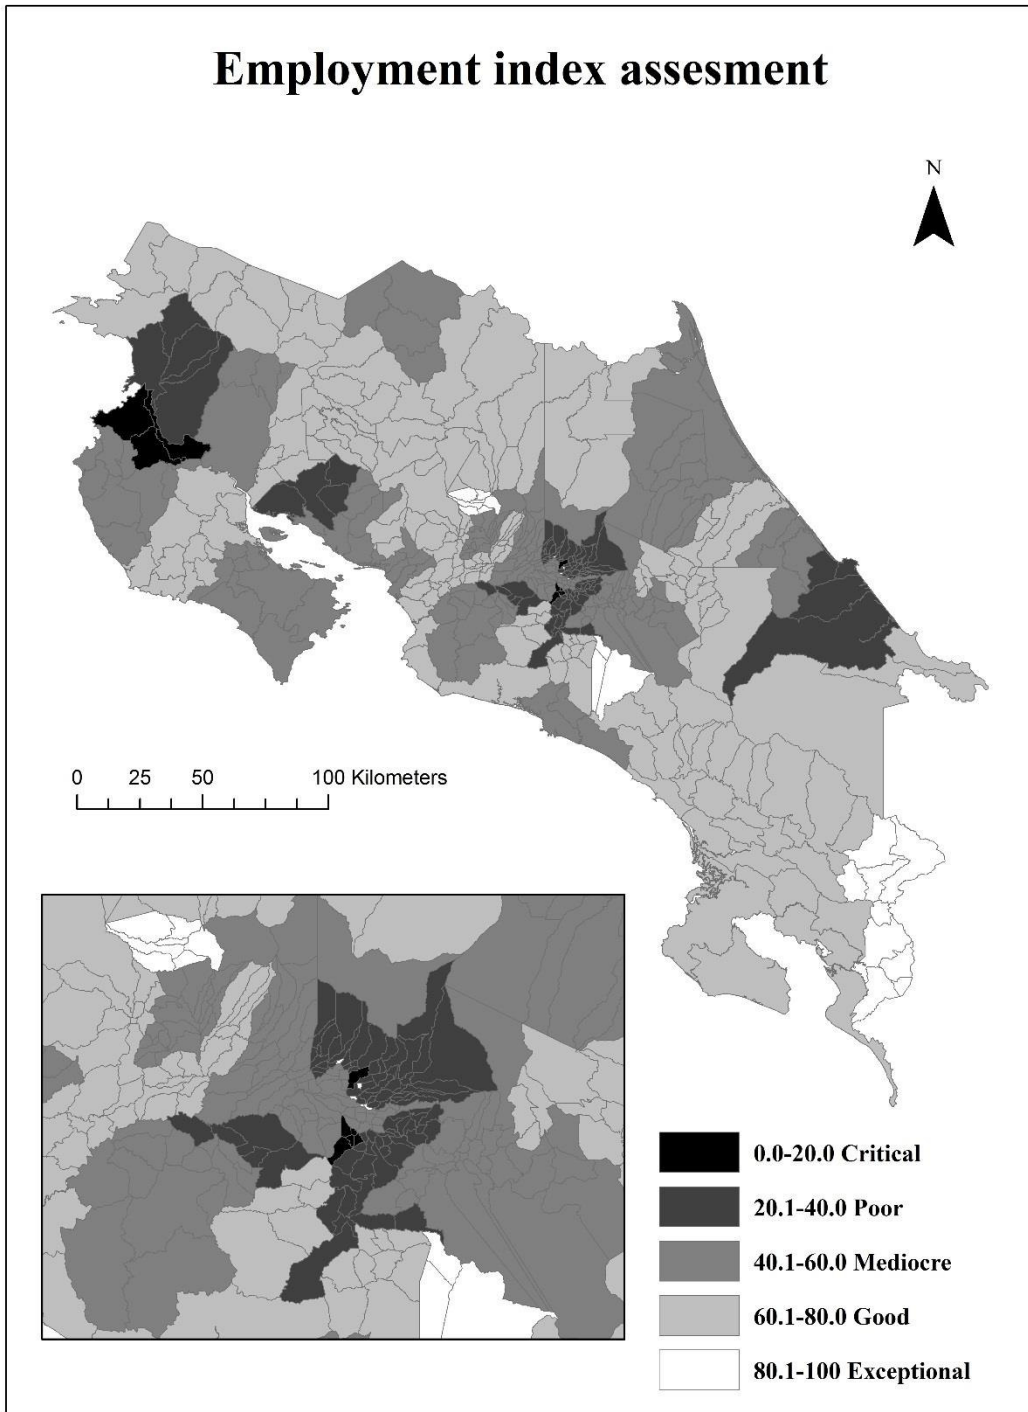 Employment index assesment
N
0 25 50 100 Kilometers
0.0-20.0 Critical
20.1-40.0 Poor
40.1-60.0 Mediocre
60.1-80.0 Good
80.1-100 Exceptional